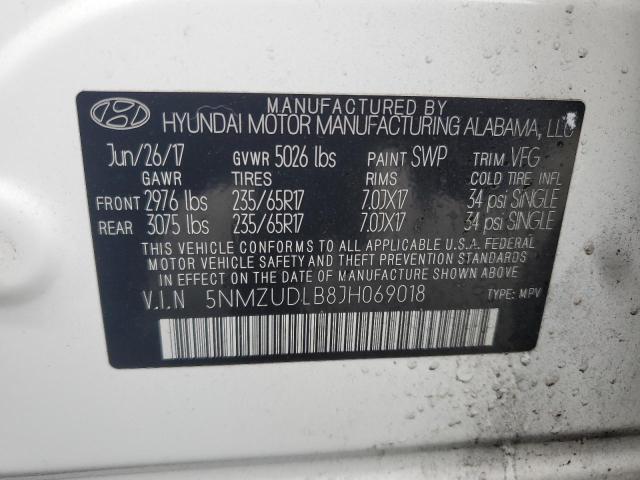 MANUFACTURED BY
HYUNDAI MOTOR MANUFACTURING ALABAMA, LLC
Jun/26/17 GVWR 5026 lbs PAINT SWP TRIM VFG
GAWR TIRES RIMS COLD TIRE INFL
FRONT 2976 lbs 235/65R17 7.0JX17 34 psi SINGLE
REAR 3075 lbs 235/65R17 7.0JX17 34 psi SINGLE
THIS VEHICLE CONFORMS TO ALL APPLICABLE U.S.A. FEDERAL
MOTOR VEHICLE SAFETY AND THEFT PREVENTION STANDARDS
IN EFFECT ON THE DATE OF MANUFACTURE SHOWN ABOVE.
V.I.N 5NMZUDLB8JH069018
TYPE: MPV